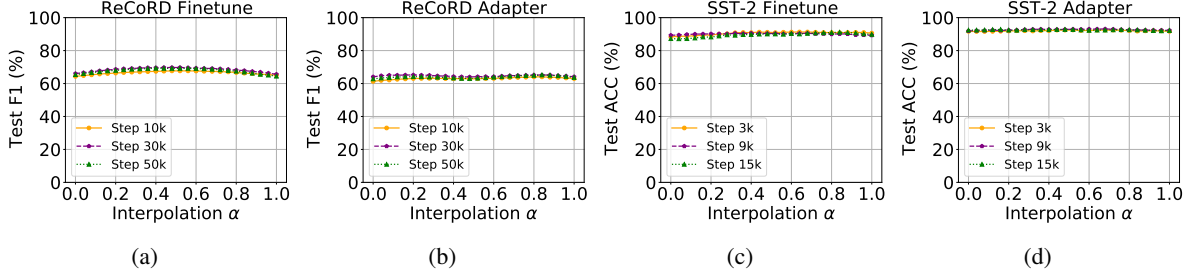 ReCoRD Finetune
Test F1 (%)
100
80
60
40
20
0
Step 10k
Step 30k
Step 50k
0.0 0.2 0.4 0.6 0.8 1.0
Interpolation α
(a)
ReCoRD Adapter
Test F1 (%)
100
80
60
40
20
0
Step 10k
Step 30k
Step 50k
0.0 0.2 0.4 0.6 0.8 1.0
Interpolation α
(b)
SST-2 Finetune
Test ACC (%)
100
80
60
40
20
0
Step 3k
Step 9k
Step 15k
0.0 0.2 0.4 0.6 0.8 1.0
Interpolation α
(c)
SST-2 Adapter
Test ACC (%)
100
80
60
40
20
0
Step 3k
Step 9k
Step 15k
0.0 0.2 0.4 0.6 0.8 1.0
Interpolation α
(d)